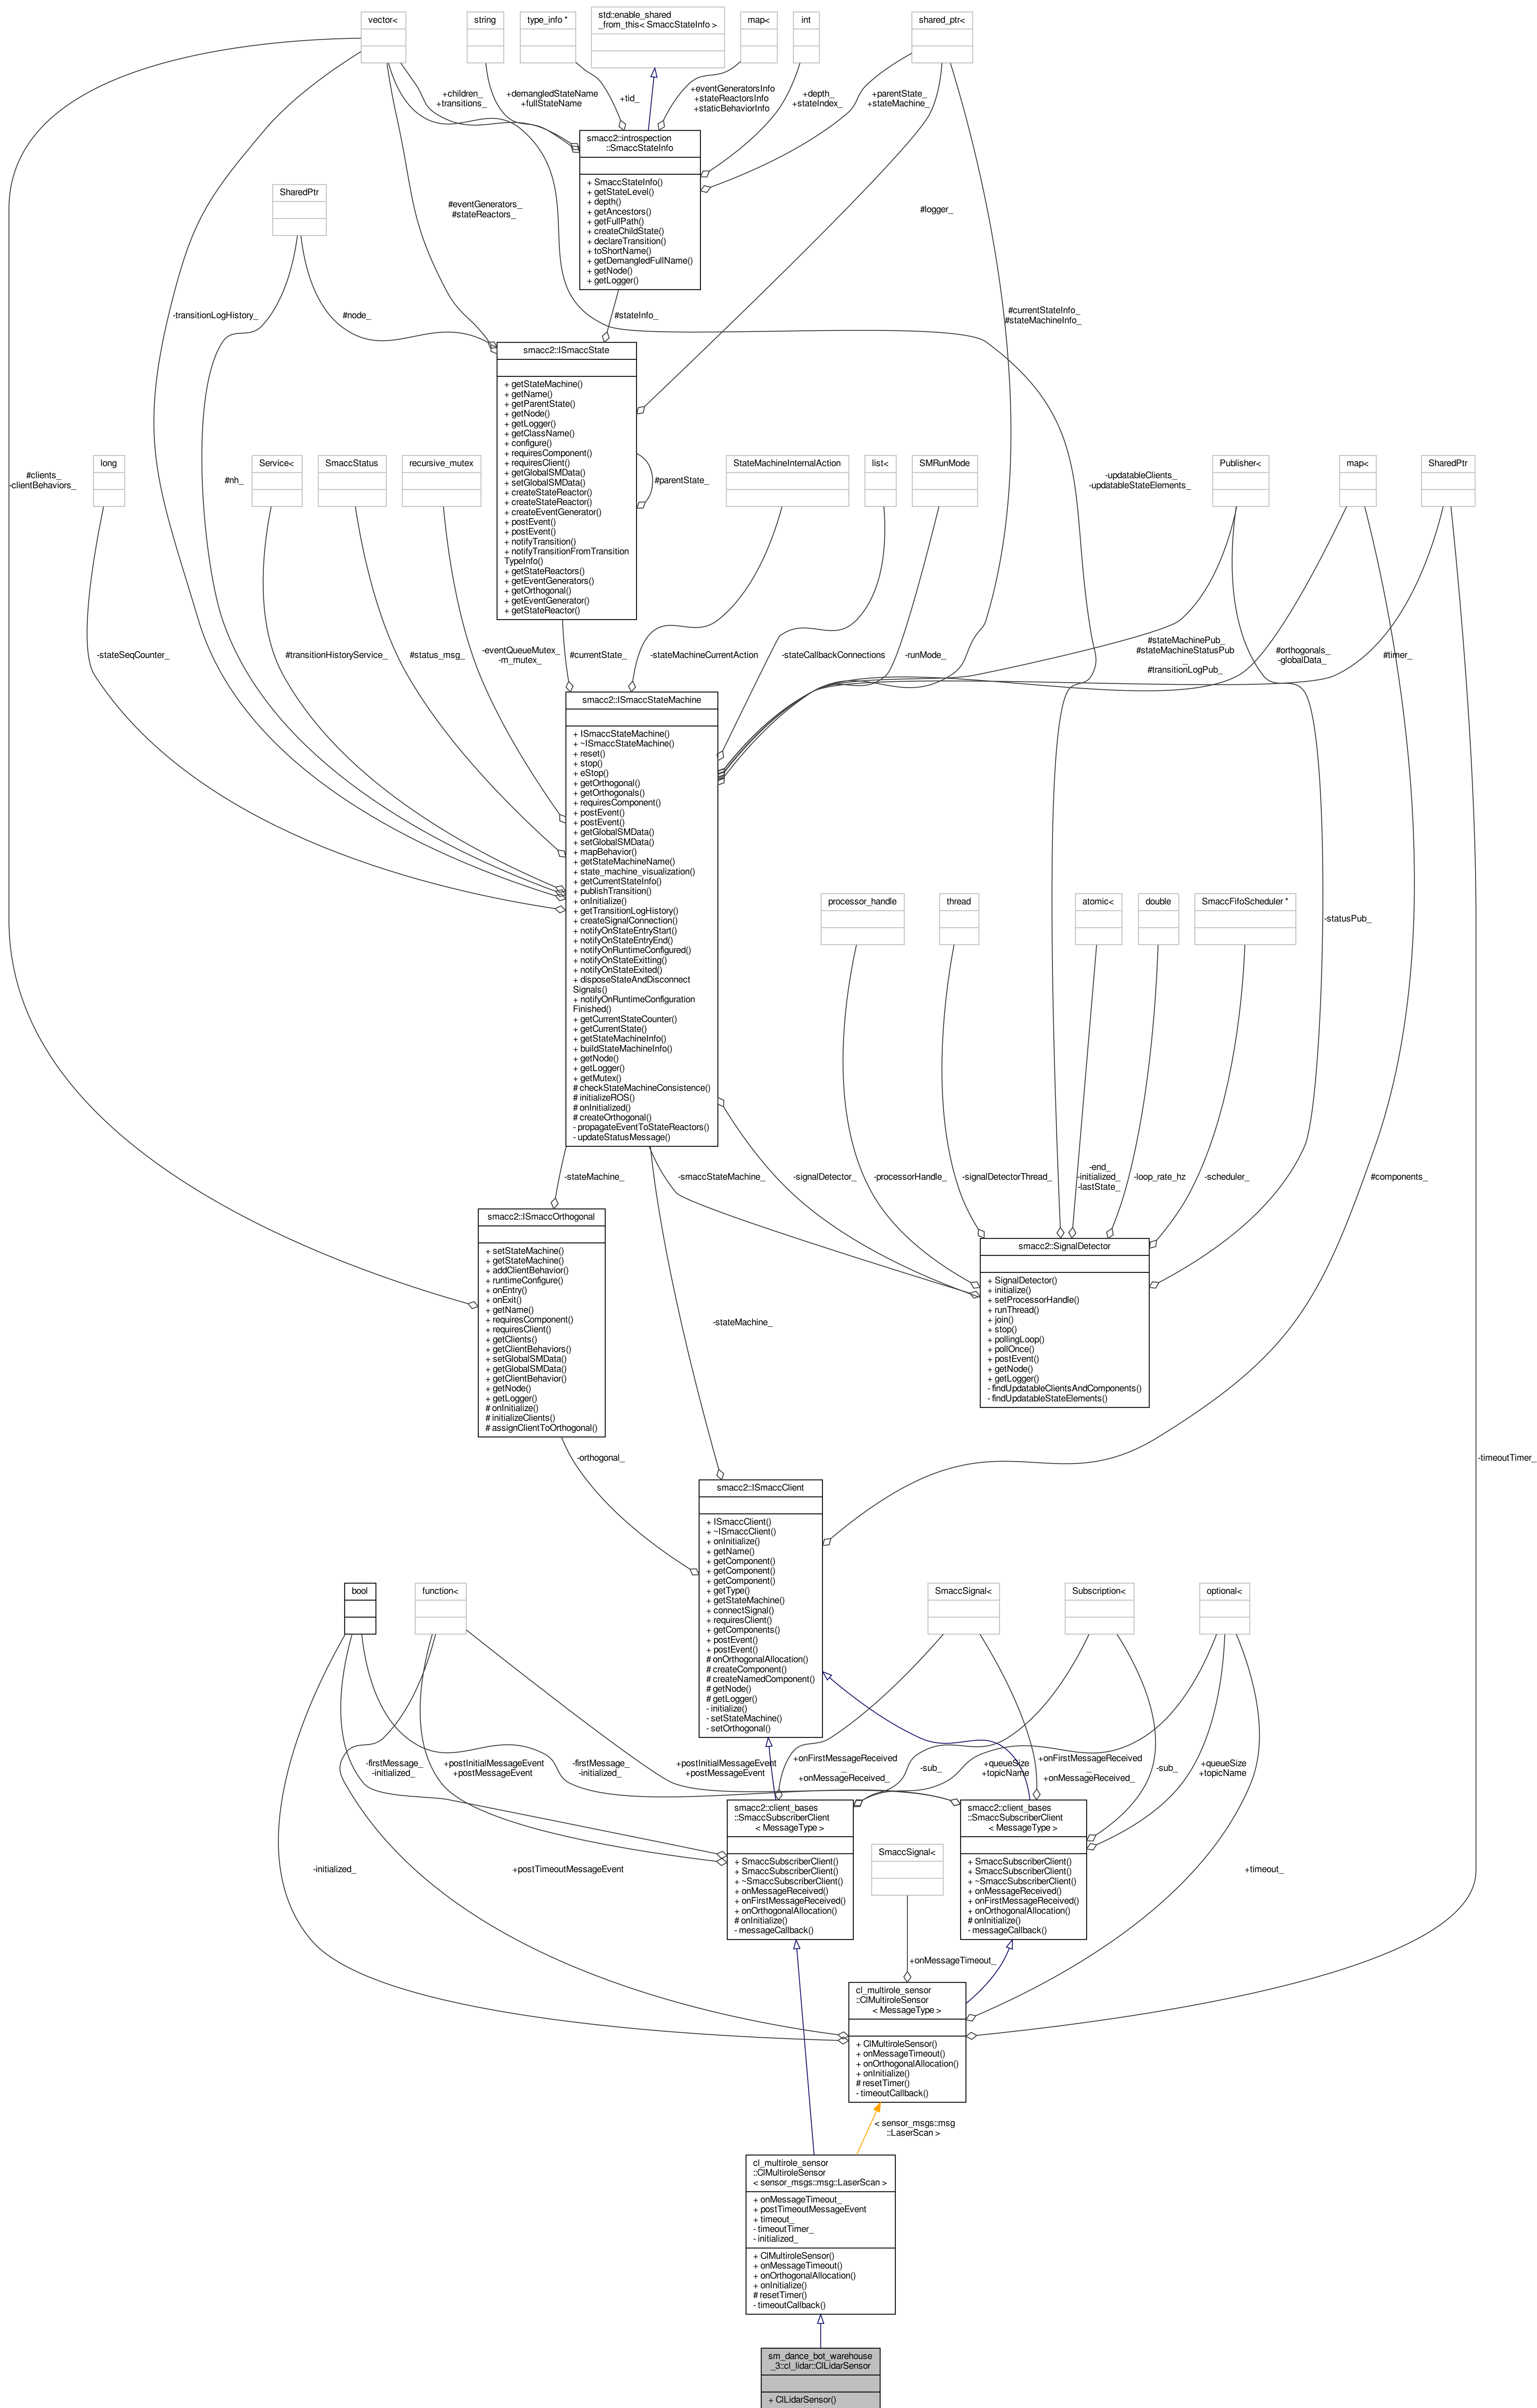 vector<
string
type_info *
std::enable_shared
_from_this< SmaccStateInfo >
map<
int
shared_ptr<
+children_
+transitions_
+demangledStateName
+fullStateName
+tid_
+eventGeneratorsInfo
+stateReactorsInfo
+staticBehaviorInfo
+depth_
+stateIndex_
+parentState_
+stateMachine_
smacc2::introspection
::SmaccStateInfo
+ SmaccStateInfo()
+ getStateLevel()
+ depth()
+ getAncestors()
+ getFullPath()
+ createChildState()
+ declareTransition()
+ toShortName()
+ getDemangledFullName()
+ getNode()
+ getLogger()
SharedPtr
#eventGenerators_
#stateReactors_
#logger_
-transitionLogHistory_
#node_
#stateInfo_
#currentStateInfo_
#stateMachineInfo_
smacc2::ISmaccState
+ getStateMachine()
+ getName()
+ getParentState()
+ getNode()
+ getLogger()
+ getClassName()
+ configure()
+ requiresComponent()
+ requiresClient()
+ getGlobalSMData()
+ setGlobalSMData()
+ createStateReactor()
+ createStateReactor()
+ createEventGenerator()
+ postEvent()
+ postEvent()
+ notifyTransition()
+ notifyTransitionFromTransition
TypeInfo()
+ getStateReactors()
+ getEventGenerators()
+ getOrthogonal()
+ getEventGenerator()
+ getStateReactor()
#parentState_
#clients_
-clientBehaviors_
long
#nh_
Service<
SmaccStatus
recursive_mutex
StateMachineInternalAction
list<
SMRunMode
-updatableClients_
-updatableStateElements_
Publisher<
map<
SharedPtr
-stateSeqCounter_
#transitionHistoryService_
#status_msg_
-eventQueueMutex_
-m_mutex_
#currentState_
-stateMachineCurrentAction
-stateCallbackConnections
-runMode_
#stateMachinePub_
#stateMachineStatusPub
_
#transitionLogPub_
#orthogonals_
-globalData_
#timer_
smacc2::ISmaccStateMachine
+ ISmaccStateMachine()
+ ~ISmaccStateMachine()
+ reset()
+ stop()
+ eStop()
+ getOrthogonal()
+ getOrthogonals()
+ requiresComponent()
+ postEvent()
+ postEvent()
+ getGlobalSMData()
+ setGlobalSMData()
+ mapBehavior()
+ getStateMachineName()
+ state_machine_visualization()
+ getCurrentStateInfo()
+ publishTransition()
+ onInitialize()
+ getTransitionLogHistory()
+ createSignalConnection()
+ notifyOnStateEntryStart()
+ notifyOnStateEntryEnd()
+ notifyOnRuntimeConfigured()
+ notifyOnStateExitting()
+ notifyOnStateExited()
+ disposeStateAndDisconnect
Signals()
+ notifyOnRuntimeConfiguration
Finished()
+ getCurrentStateCounter()
+ getCurrentState()
+ getStateMachineInfo()
+ buildStateMachineInfo()
+ getNode()
+ getLogger()
+ getMutex()
# checkStateMachineConsistence()
# initializeROS()
# onInitialized()
# createOrthogonal()
- propagateEventToStateReactors()
- updateStatusMessage()
processor_handle
thread
atomic<
double
SmaccFifoScheduler *
-statusPub_
-stateMachine_
-smaccStateMachine_
-signalDetector_
-processorHandle_
-signalDetectorThread_
-end_
-initialized_
-lastState_
-loop_rate_hz
-scheduler_
#components_
smacc2::ISmaccOrthogonal
+ setStateMachine()
+ getStateMachine()
+ addClientBehavior()
+ runtimeConfigure()
+ onEntry()
+ onExit()
+ getName()
+ requiresComponent()
+ requiresClient()
+ getClients()
+ getClientBehaviors()
+ setGlobalSMData()
+ getGlobalSMData()
+ getClientBehavior()
+ getNode()
+ getLogger()
# onInitialize()
# initializeClients()
# assignClientToOrthogonal()
smacc2::SignalDetector
+ SignalDetector()
+ initialize()
+ setProcessorHandle()
+ runThread()
+ join()
+ stop()
+ pollingLoop()
+ pollOnce()
+ postEvent()
+ getNode()
+ getLogger()
- findUpdatableClientsAndComponents()
- findUpdatableStateElements()
-stateMachine_
-orthogonal_
-timeoutTimer_
smacc2::ISmaccClient
+ ISmaccClient()
+ ~ISmaccClient()
+ onInitialize()
+ getName()
+ getComponent()
+ getComponent()
+ getComponent()
+ getType()
+ getStateMachine()
+ connectSignal()
+ requiresClient()
+ getComponents()
+ postEvent()
+ postEvent()
# onOrthogonalAllocation()
# createComponent()
# createNamedComponent()
# getNode()
# getLogger()
- initialize()
- setStateMachine()
- setOrthogonal()
bool
function<
SmaccSignal<
Subscription<
optional<
-firstMessage_
-initialized_
+postInitialMessageEvent
+postMessageEvent
-firstMessage_
-initialized_
+postInitialMessageEvent
+postMessageEvent
+onFirstMessageReceived
_
+onMessageReceived_
-sub_
+queueSize
+topicName
+onFirstMessageReceived
_
+onMessageReceived_
-sub_
+queueSize
+topicName
smacc2::client_bases
::SmaccSubscriberClient
< MessageType >
+ SmaccSubscriberClient()
+ SmaccSubscriberClient()
+ ~SmaccSubscriberClient()
+ onMessageReceived()
+ onFirstMessageReceived()
+ onOrthogonalAllocation()
# onInitialize()
- messageCallback()
smacc2::client_bases
::SmaccSubscriberClient
< MessageType >
+ SmaccSubscriberClient()
+ SmaccSubscriberClient()
+ ~SmaccSubscriberClient()
+ onMessageReceived()
+ onFirstMessageReceived()
+ onOrthogonalAllocation()
# onInitialize()
- messageCallback()
SmaccSignal<
-initialized_
+postTimeoutMessageEvent
+timeout_
+onMessageTimeout_
cl_multirole_sensor
::ClMultiroleSensor
< MessageType >
+ ClMultiroleSensor()
+ onMessageTimeout()
+ onOrthogonalAllocation()
+ onInitialize()
# resetTimer()
- timeoutCallback()
< sensor_msgs::msg
::LaserScan >
cl_multirole_sensor
::ClMultiroleSensor
< sensor_msgs::msg::LaserScan >
+ onMessageTimeout_
+ postTimeoutMessageEvent
+ timeout_
- timeoutTimer_
- initialized_
+ ClMultiroleSensor()
+ onMessageTimeout()
+ onOrthogonalAllocation()
+ onInitialize()
# resetTimer()
- timeoutCallback()
sm_dance_bot_warehouse
_3::cl_lidar::ClLidarSensor
+ ClLidarSensor()